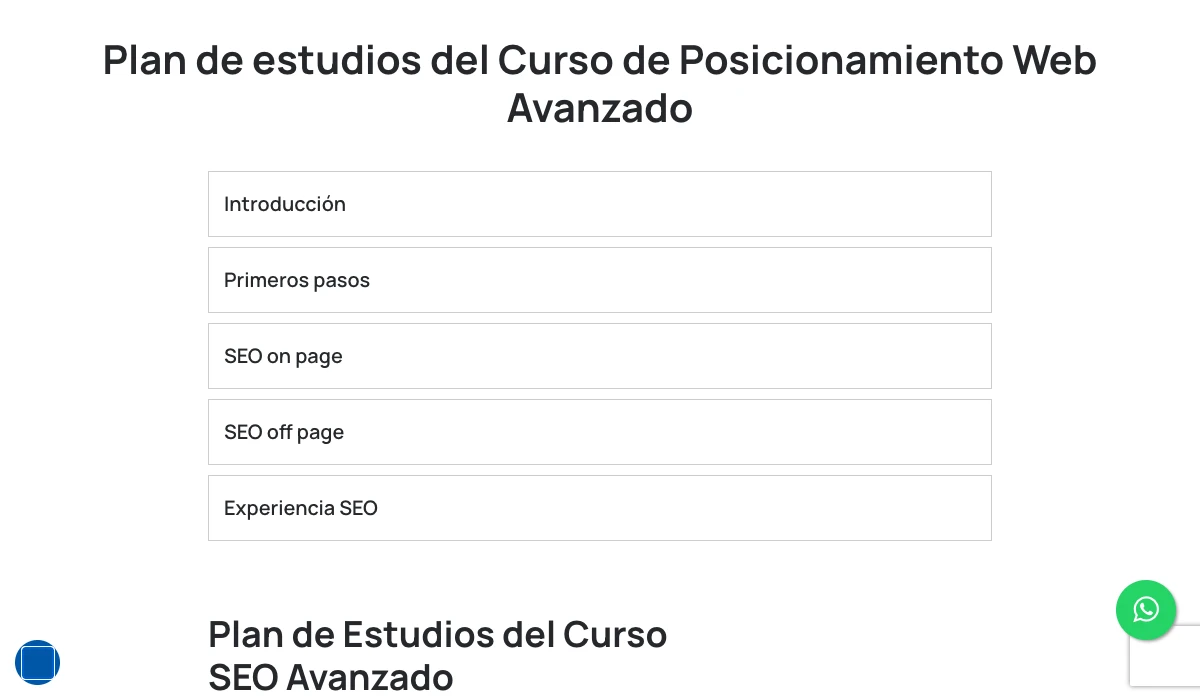 Plan de estudios del Curso de Posicionamiento Web
Avanzado
Introducción
Primeros pasos
SEO on page
SEO off page
Experiencia SEO
Plan de Estudios del Curso
SEO Avanzado